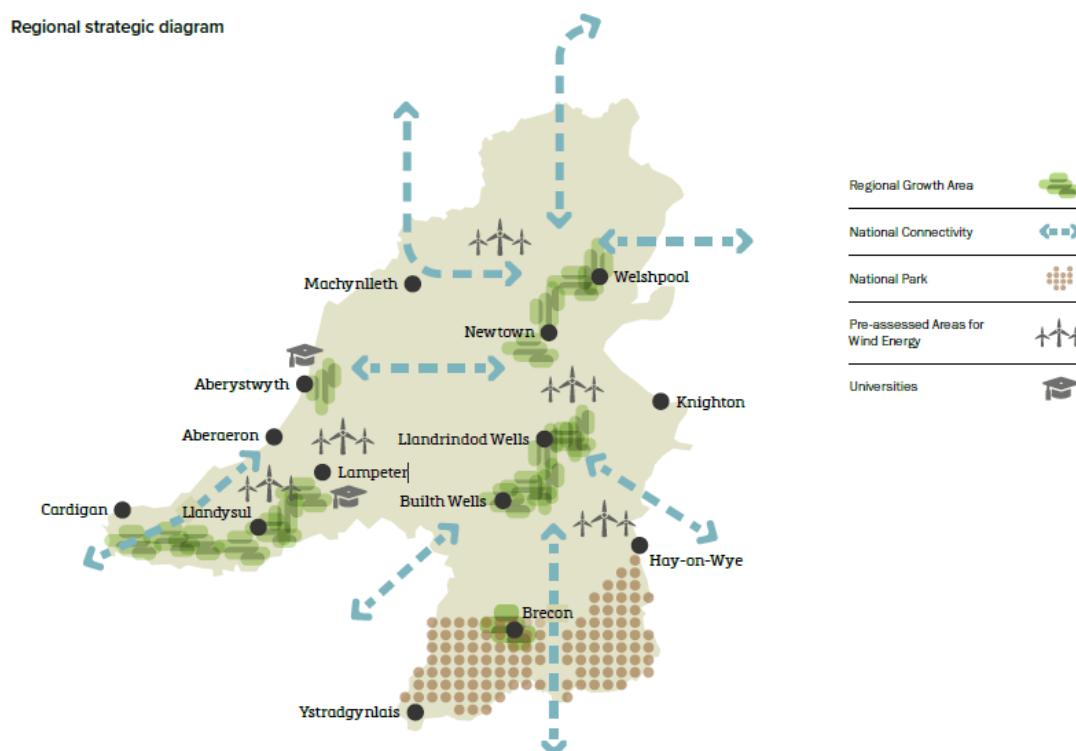 Regional strategic diagram
Regional Growth Area
National Connectivity
National Park
Pre-assessed Areas for
Wind Energy
Universities
Machynlleth
Welshpool
Newtown
Aberystwyth
Knighton
Aberaeron
Llandrindod Wells
Lampeter
Cardigan
Llandysul
Builth Wells
Hay-on-Wye
Brecon
Ystradgynlais